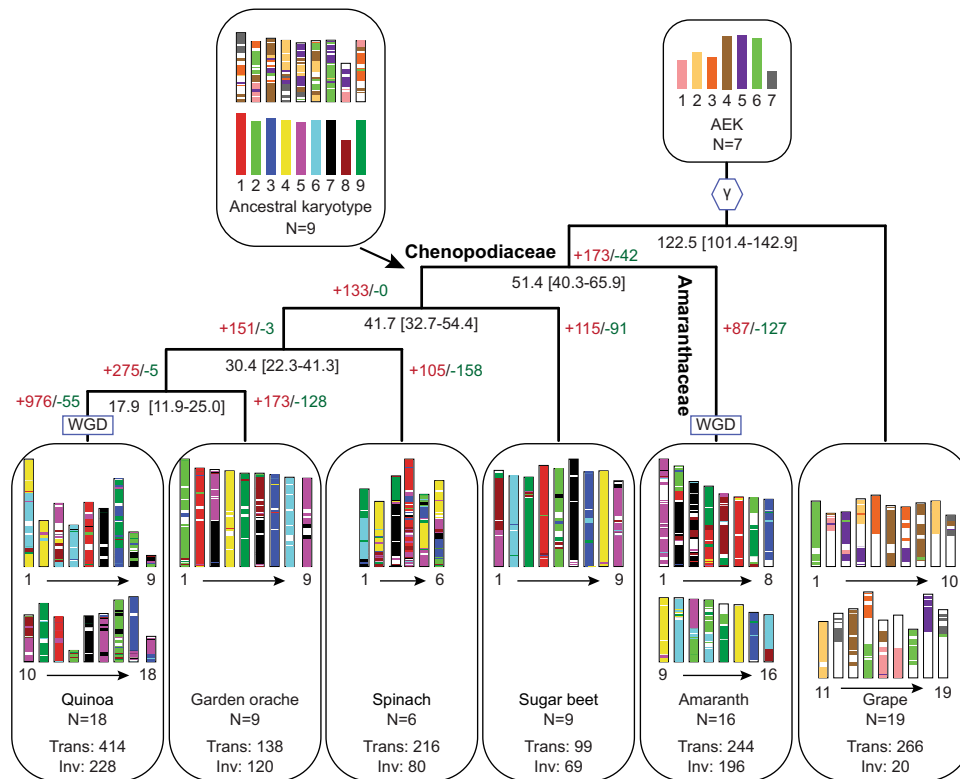 1 2 3 4 5 6 7 8 9
Ancestral karyotype
N=9
1 2 3 4 5 6 7
AEK
N=7
γ
122.5 [101.4-142.9]
Chenopodiaceae
+173/-42
51.4 [40.3-65.9]
Amaranthaceae
+133/-0
41.7 [32.7-54.4]
+151/-3
+115/-91
+87/-127
30.4 [22.3-41.3]
+275/-5
+105/-158
+976/-55
17.9 [11.9-25.0]
+173/-128
WGD
WGD
1 9
10 18
Quinoa
N=18
Trans: 414
Inv: 228
1 9
Garden orache
N=9
Trans: 138
Inv: 120
1 6
Spinach
N=6
Trans: 216
Inv: 80
1 9
Sugar beet
N=9
Trans: 99
Inv: 69
1 8
9 16
Amaranth
N=16
Trans: 244
Inv: 196
1 10
11 19
Grape
N=19
Trans: 266
Inv: 20